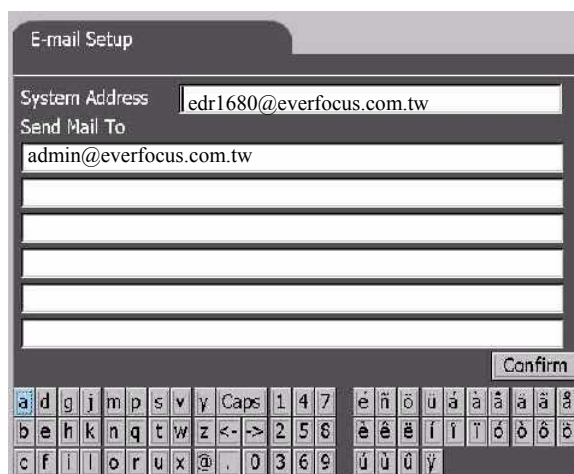 E-mail Setup
System Address edr1680@everfocus.com.tw
Send Mail To
admin@everfocus.com.tw
Confirm
a d g j m p s v y Caps 1 4 7 é ñ ö ü á à â ä ã å
b e h k n q t w z <- -> 2 5 8 è ê ë í î ï ó ò ô ö
c f i l o r u x @ . 0 3 6 9 ú ù û ÿ